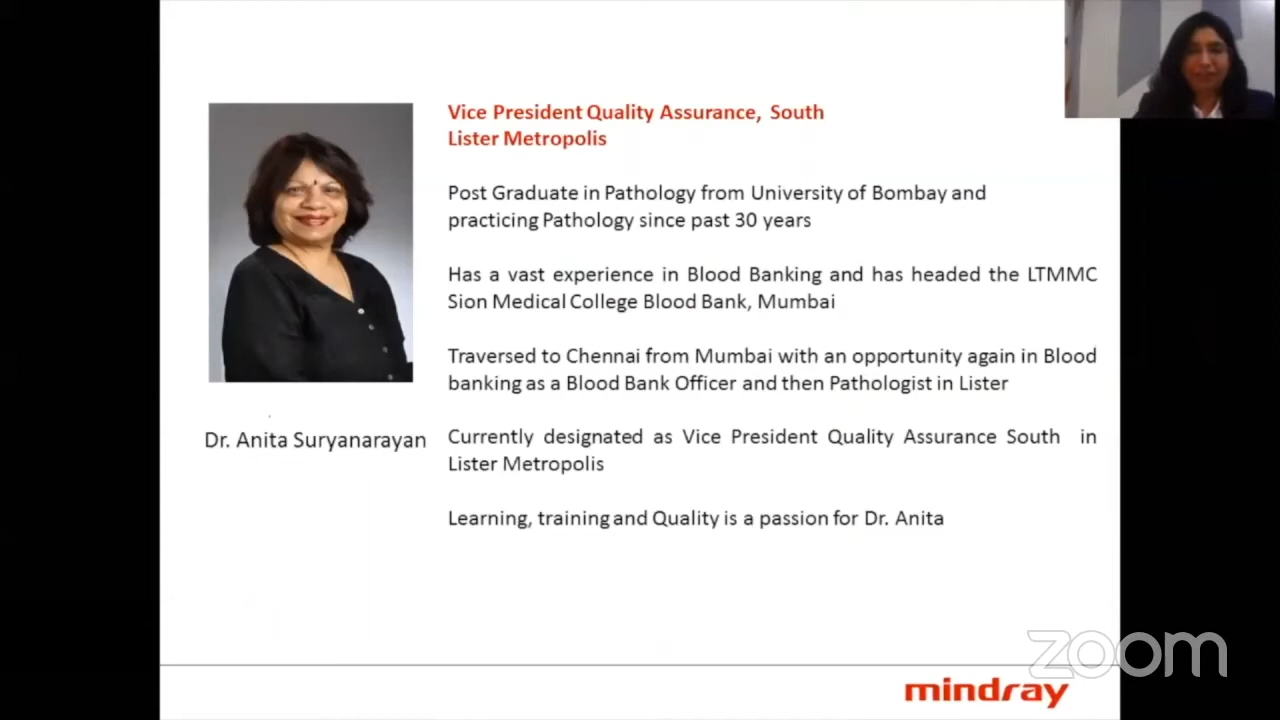 Vice President Quality Assurance, South
Lister Metropolis
Post Graduate in Pathology from University of Bombay and
practicing Pathology since past 30 years
Has a vast experience in Blood Banking and has headed the LTMMC
Sion Medical College Blood Bank, Mumbai
Traversed to Chennai from Mumbai with an opportunity again in Blood
banking as a Blood Bank Officer and then Pathologist in Lister
Dr. Anita Suryanarayan
Currently designated as Vice President Quality Assurance South in
Lister Metropolis
Learning, training and Quality is a passion for Dr. Anita
zoom
mindray